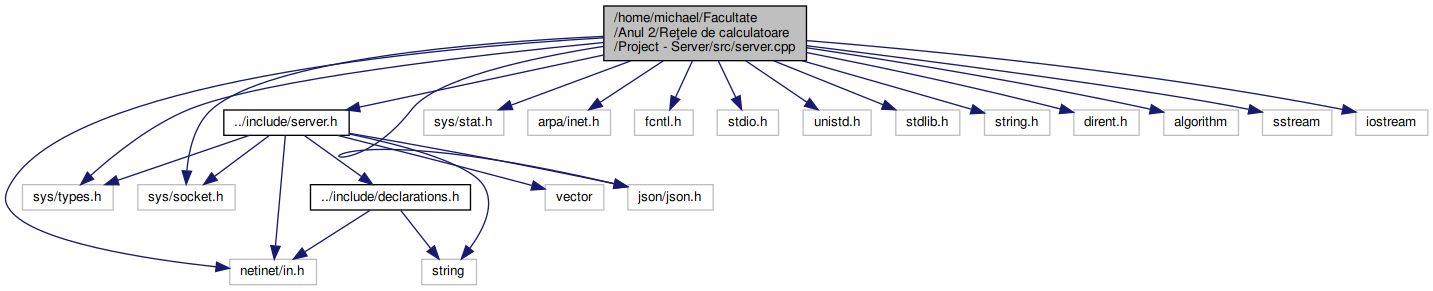 /home/michael/Facultate
/Anul 2/Reţele de calculatoare
/Project - Server/src/server.cpp
../include/server.h
sys/stat.h
arpa/inet.h
fcntl.h
stdio.h
unistd.h
stdlib.h
string.h
dirent.h
algorithm
sstream
iostream
sys/types.h
sys/socket.h
../include/declarations.h
vector
json/json.h
netinet/in.h
string